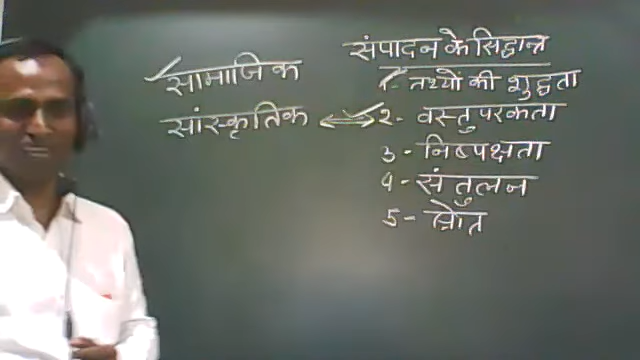 सामाजिक
सांस्कृतिक
संपादन के सिद्धान्त
1- तथ्यों की शुद्धता
2- वस्तुपरकता
3- निष्पक्षता
4- संतुलन
5- स्रोत